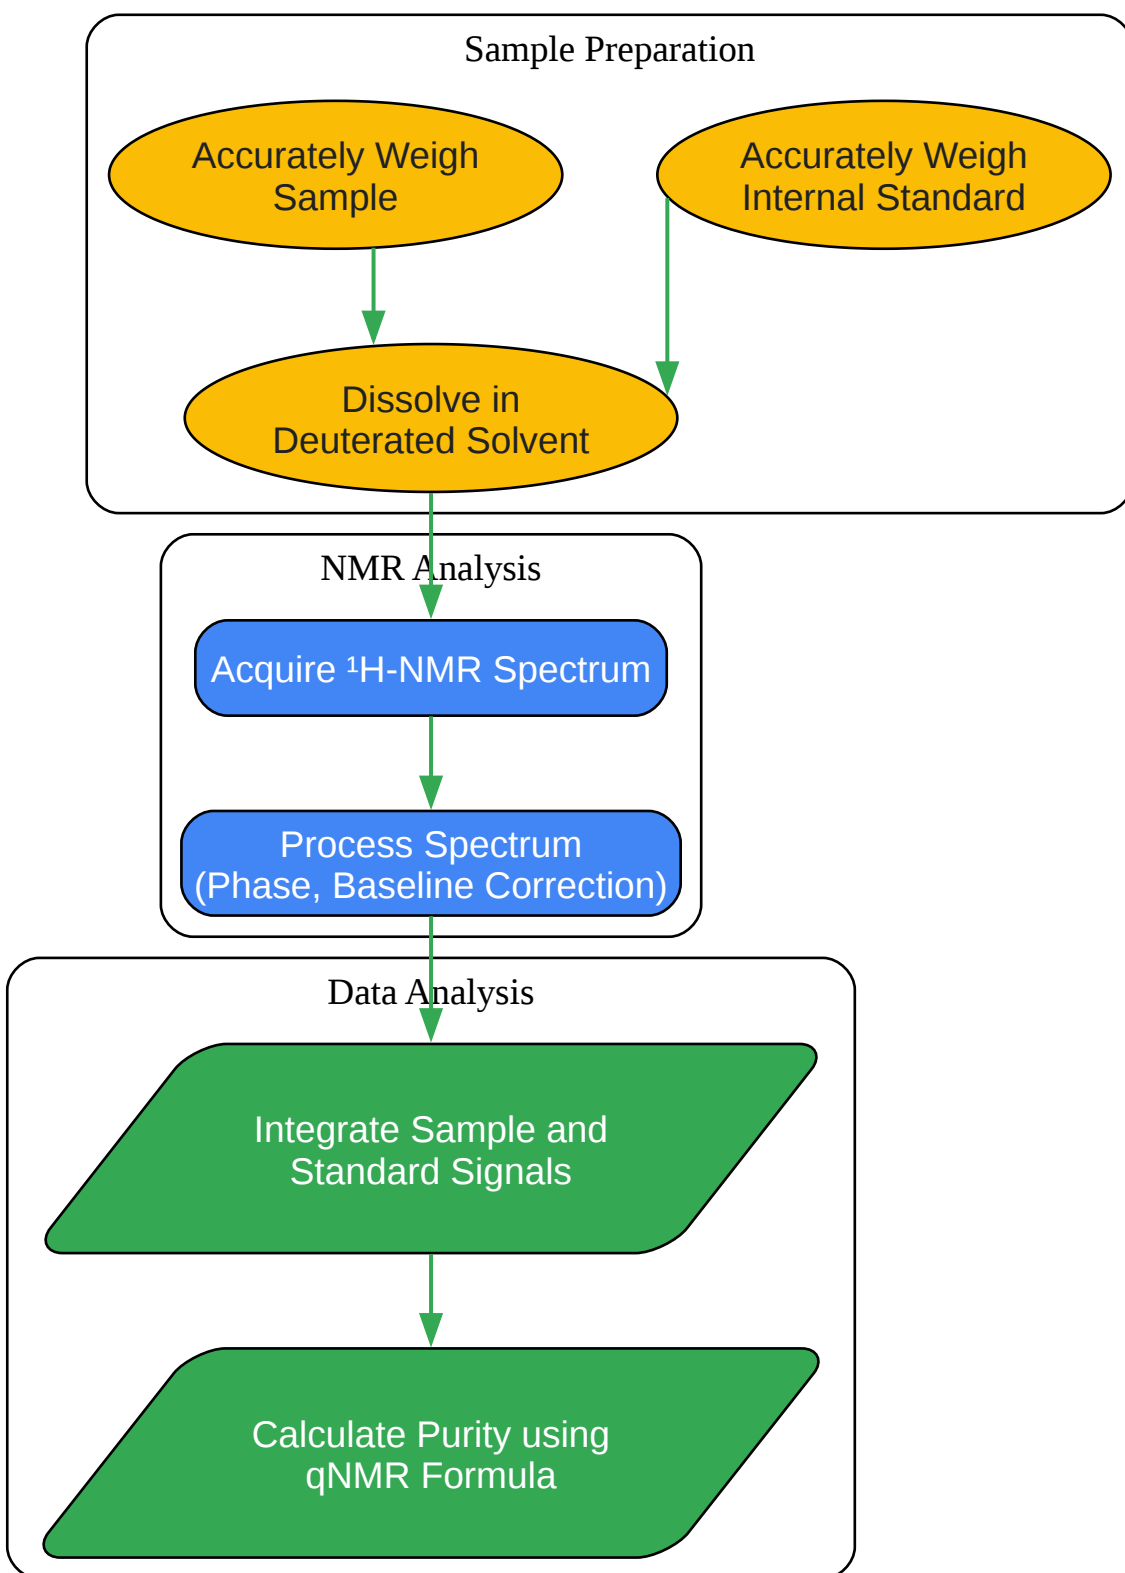 Sample Preparation
Accurately Weigh
Sample
Accurately Weigh
Internal Standard
Dissolve in
Deuterated Solvent
NMR Analysis
Acquire ¹H-NMR Spectrum
Process Spectrum
(Phase, Baseline Correction)
Data Analysis
Integrate Sample and
Standard Signals
Calculate Purity using
qNMR Formula